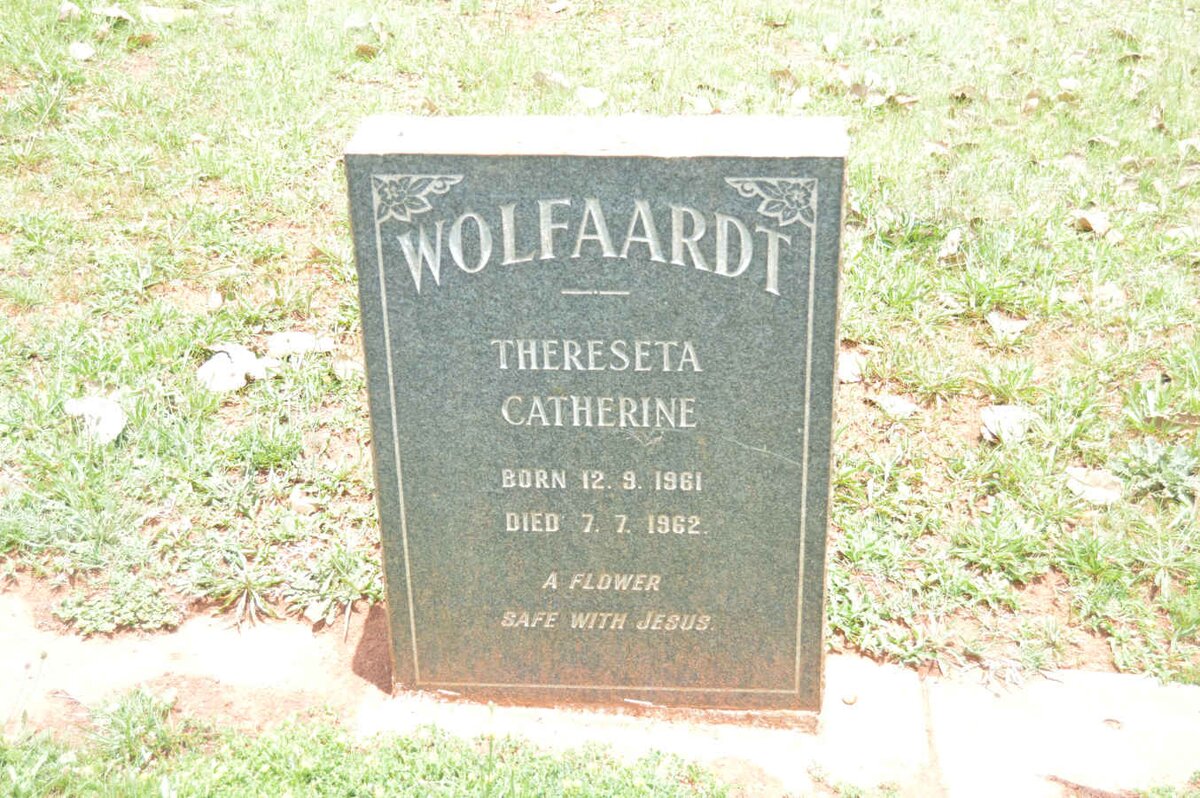 WOLFAARDT
THERESETA
CATHERINE
BORN 12. 9. 1961
DIED 7. 7. 1962.
A FLOWER
SAFE WITH JESUS.